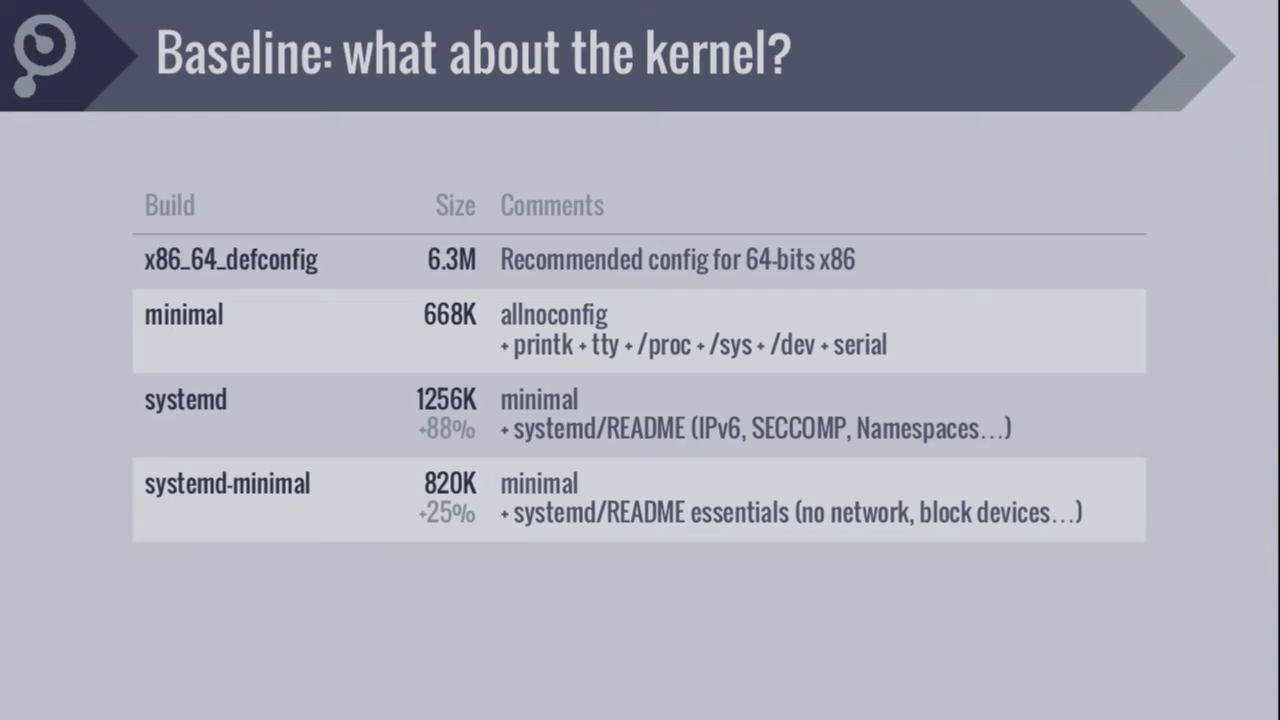 Baseline: what about the kernel?
Build Size Comments
x86_64_defconfig 6.3M Recommended config for 64-bits x86
minimal 668K allnoconfig
+ printk + tty + /proc + /sys + /dev + serial
systemd 1256K minimal
+88% + systemd/README (IPv6, SECCOMP, Namespaces...)
systemd-minimal 820K minimal
+25% + systemd/README essentials (no network, block devices...)